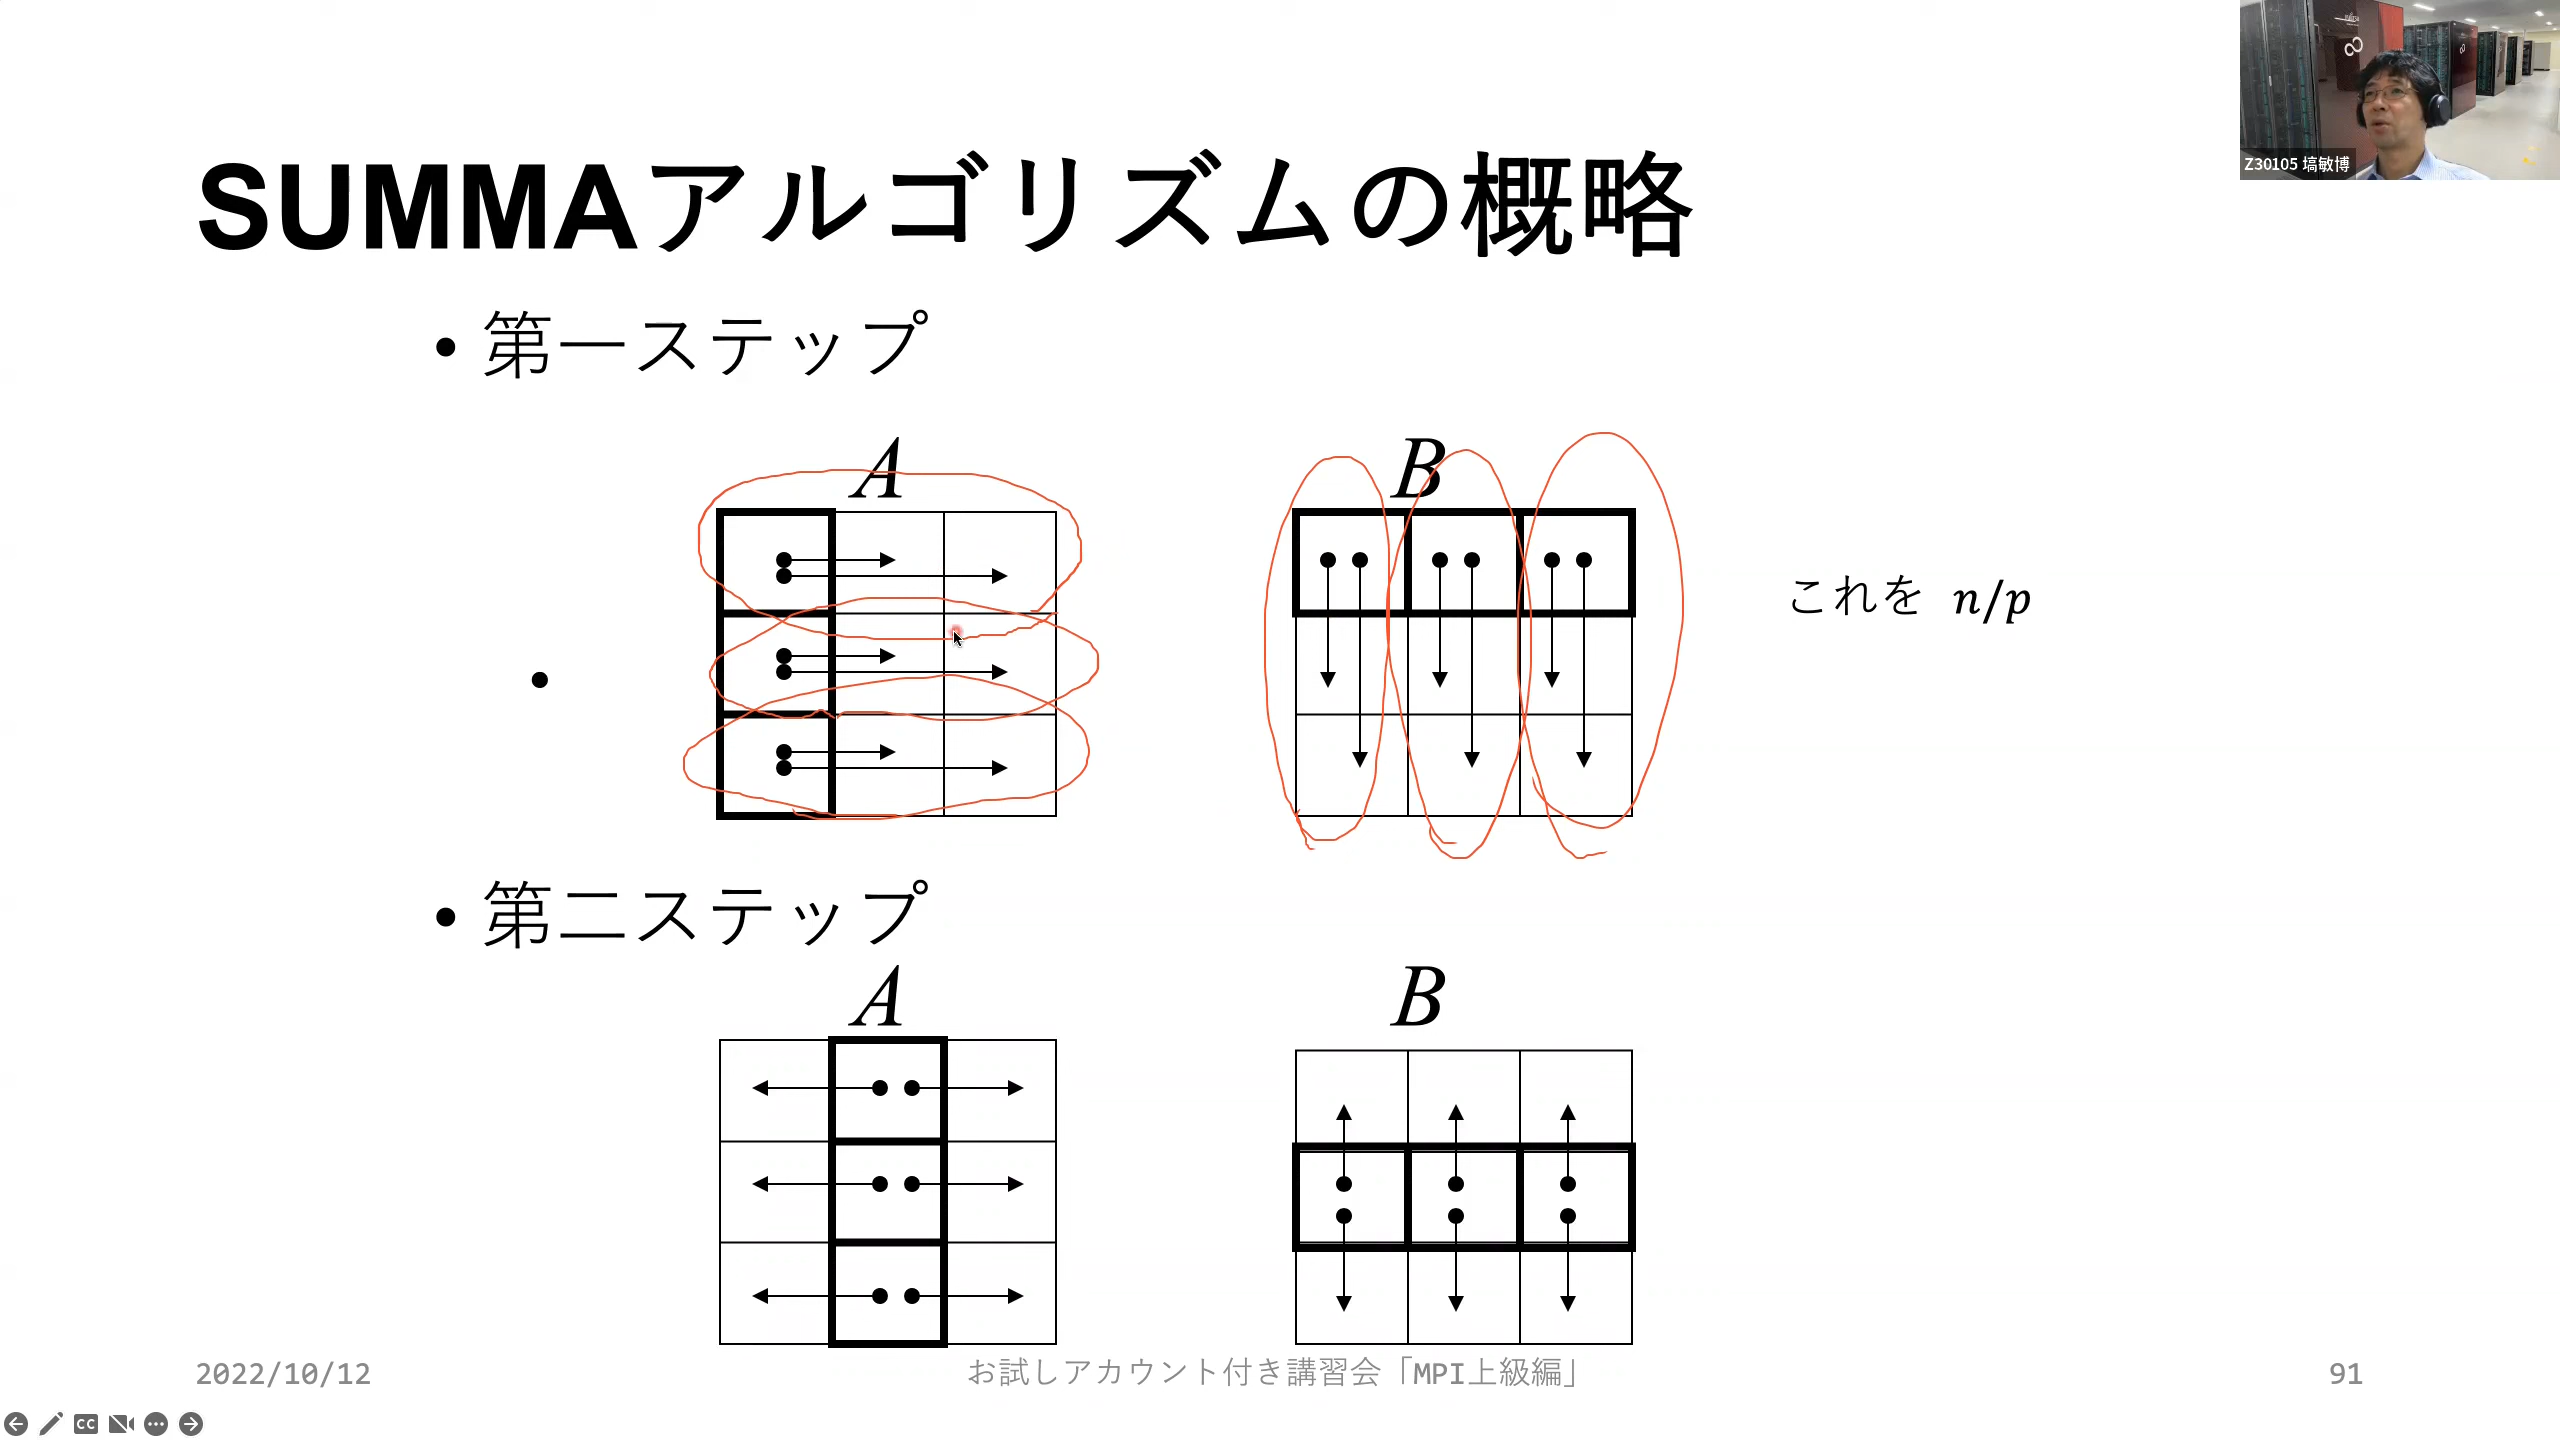 Z30105 塙敏博
SUMMAアルゴリズムの概略
• 第一ステップ
A
B
これを n/p
•
• 第二ステップ
A
B
2022/10/12
お試しアカウント付き講習会「MPI上級編」
91
CC